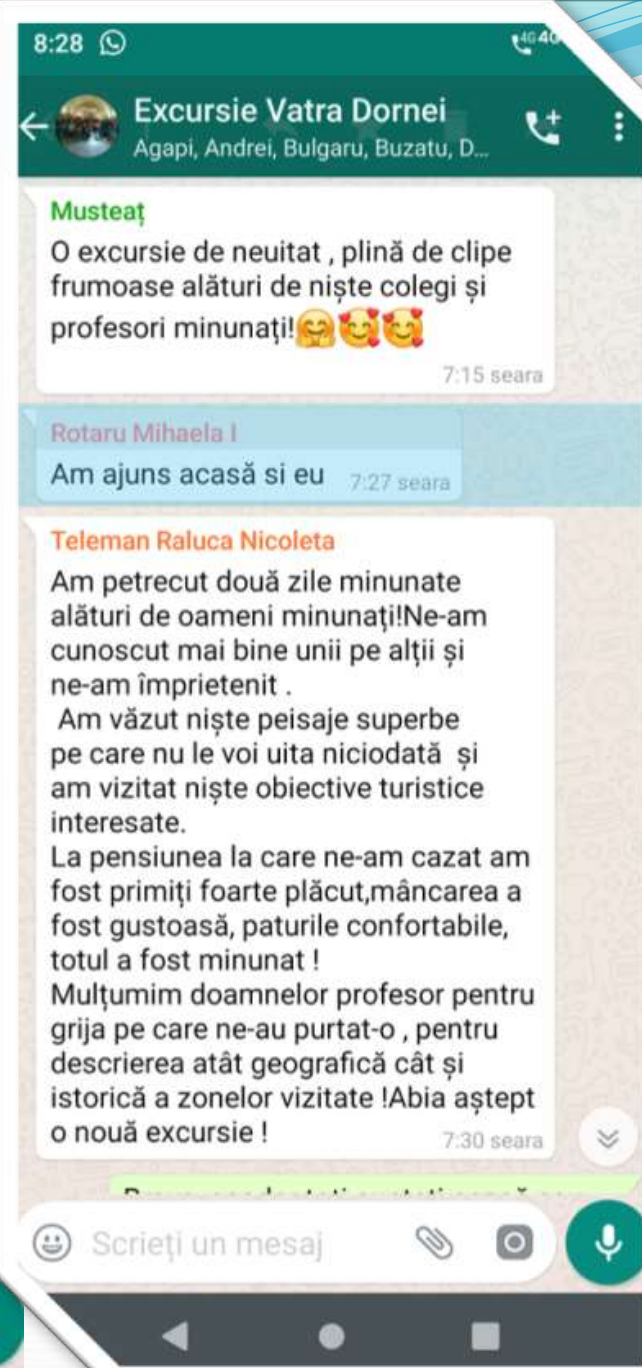 8:28
4G 4G
Excursie Vatra Dornei
Agapi, Andrei, Bulgaru, Buzatu, D...
Musteaț
O excursie de neuitat , plină de clipe
frumoase alături de niște colegi și
profesori minunați!🤗🥰🥰
7:15 seara
Rotaru Mihaela I
Am ajuns acasă si eu 7:27 seara
Teleman Raluca Nicoleta
Am petrecut două zile minunate
alături de oameni minunați!Ne-am
cunoscut mai bine unii pe alții și
ne-am împrietenit .
Am văzut niște peisaje superbe
pe care nu le voi uita niciodată și
am vizitat niște obiective turistice
interesate.
La pensiunea la care ne-am cazat am
fost primiți foarte plăcut,mâncarea a
fost gustoasă, paturile confortabile,
totul a fost minunat !
Mulțumim doamnelor profesor pentru
grija pe care ne-au purtat-o , pentru
descrierea atât geografică cât și
istorică a zonelor vizitate !Abia aștept
o nouă excursie !
7:30 seara
Scrieți un mesaj